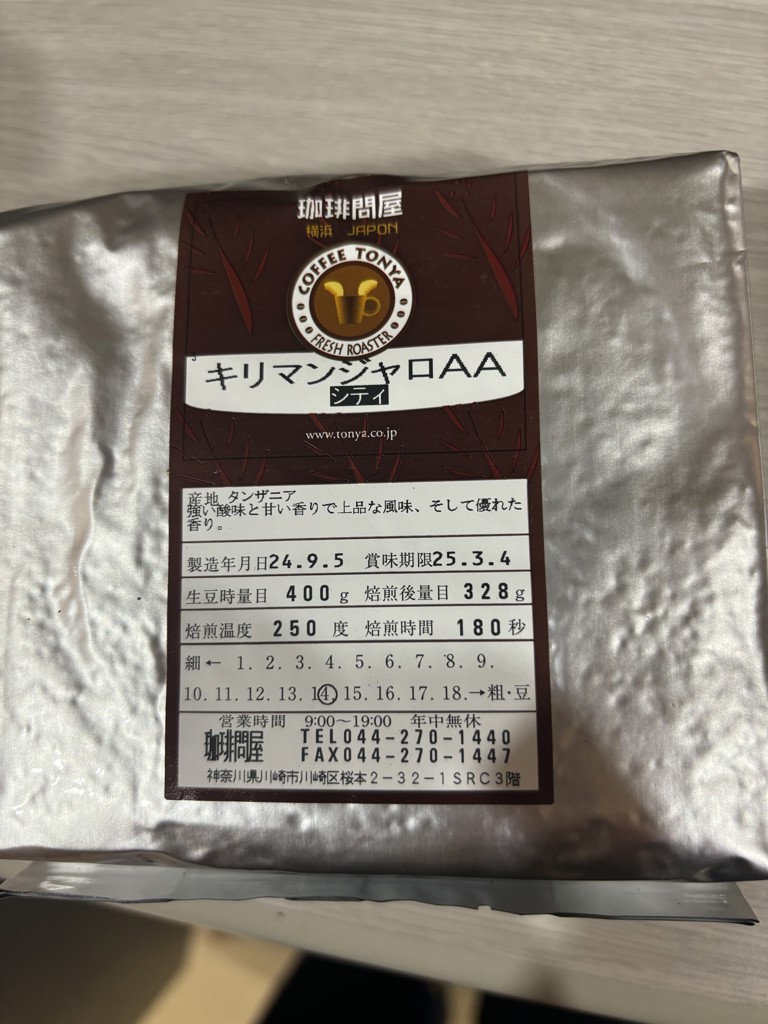 珈琲問屋
横浜 JAPON
COFFEE TONYA
FRESH ROASTER
キリマンジャロAA
シティ
www.tonya.co.jp
産地 タンザニア
強い酸味と甘い香りで上品な風味、そして優れた
香り。
製造年月日24.9.5 賞味期限25.3.4
生豆時量目 400 g 焙煎後量目 328g
焙煎温度 250 度 焙煎時間 180秒
細← 1. 2. 3. 4. 5. 6. 7. 8. 9.
10. 11. 12. 13. 14. 15. 16. 17. 18.→粗・豆
営業時間 9:00〜19:00 年中無休
珈琲問屋 TEL044-270-1440
FAX044-270-1447
神奈川県川崎市川崎区桜本2-32-1SRC3階